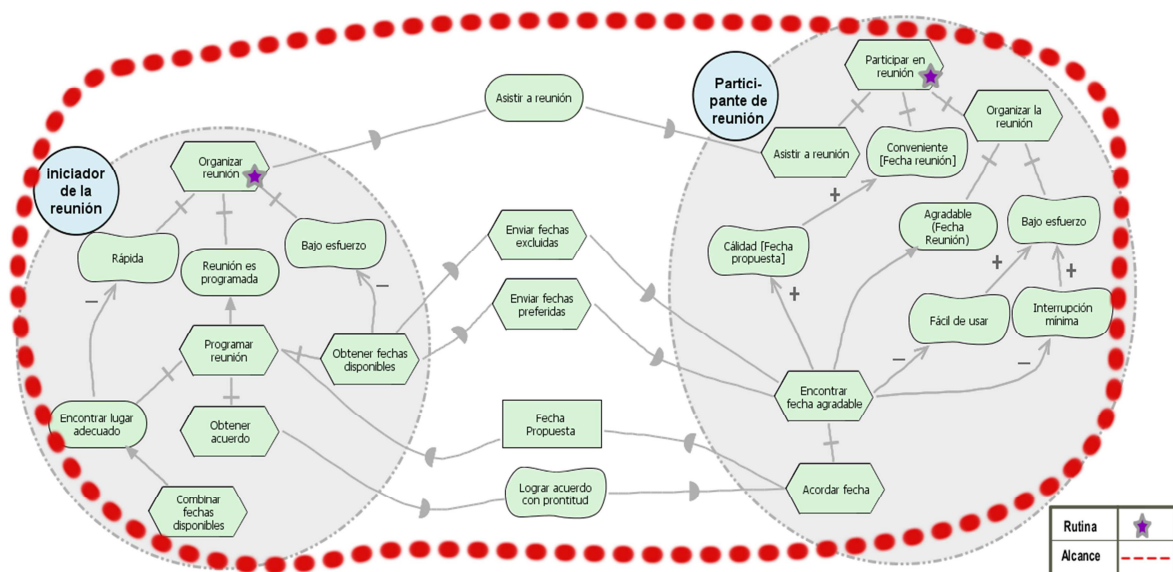 Participar en
reunión
Partici-
pante de
reunión
Asistir a reunión
Organizar la
reunión
Asistir a reunión
Conveniente
[Fecha reunión]
Organizar
reunión
Iniciador
de la
reunión
Rápida
Reunión es
programada
Bajo esfuerzo
Enviar fechas
excluidas
Cálidad [Fecha
propuesta]
Agradable
(Fecha
Reunión)
Bajo
esfuerzo
+
+
+
+
–
–
Enviar fechas
preferidas
Fácil de usar
Interrupción
mínima
Programar
reunión
Obtener fechas
disponibles
–
–
Encontrar
fecha agradable
Encontrar lugar
adecuado
Obtener
acuerdo
Fecha
Propuesta
Combinar
fechas
disponibles
Lograr acuerdo
con prontitud
Acordar fecha
Rutina
Alcance